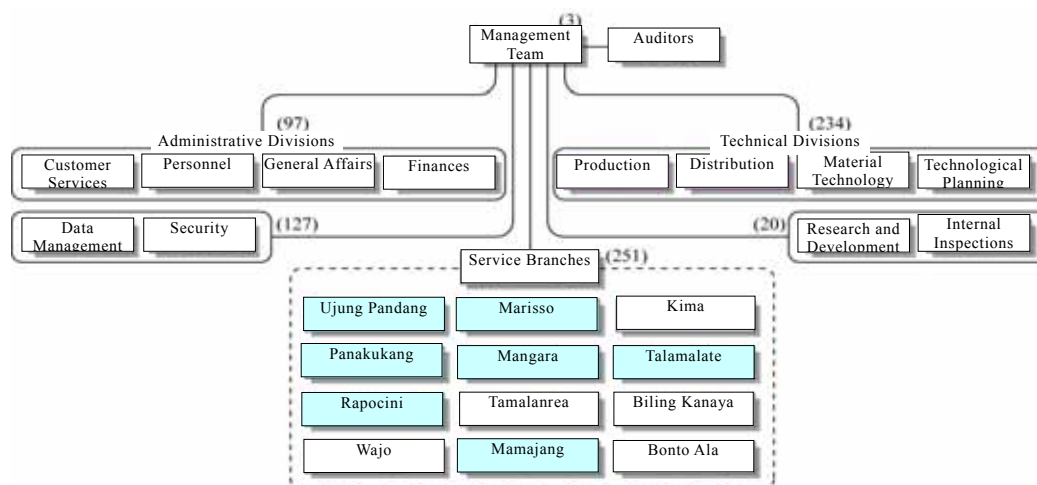 (3)
Management
Team
Auditors
(97)
Administrative Divisions
Customer
Services
Personnel
General Affairs
Finances
(234)
Technical Divisions
Production
Distribution
Material
Technology
Technological
Planning
Data
Management
Security
(127)
(20)
Research and
Development
Internal
Inspections
Service Branches
(251)
Ujung Pandang
Marisso
Kima
Panakukang
Mangara
Talamalate
Rapocini
Tamalanrea
Biling Kanaya
Wajo
Mamajang
Bonto Ala